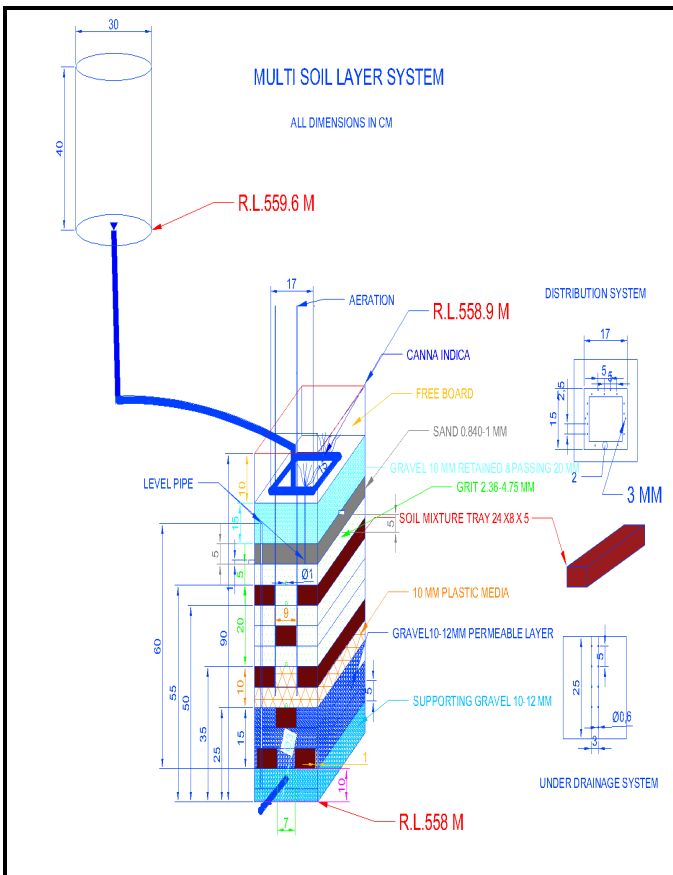 30
MULTI SOIL LAYER SYSTEM
ALL DIMENSIONS IN CM
40
R.L.559.6 M
17
AERATION
DISTRIBUTION SYSTEM
R.L.558.9 M
17
CANNA INDICA
5
5
2,5
15
FREE BOARD
SAND 0.840-1 MM
GRAVEL 10 MM RETAINED &PASSING 20 MM
2
LEVEL PIPE
10
GRIT 2.36-4.75 MM
3 MM
SOIL MIXTURE TRAY 24 X8 X 5
15
5
5
1
5
Ø1
9
10 MM PLASTIC MEDIA
60
55
50
90
20
GRAVEL10-12MM PERMEABLE LAYER
5
25
35
10
5
SUPPORTING GRAVEL 10-12 MM
Ø0,6
25
15
3
1
UNDER DRAINAGE SYSTEM
10
7
R.L.558 M